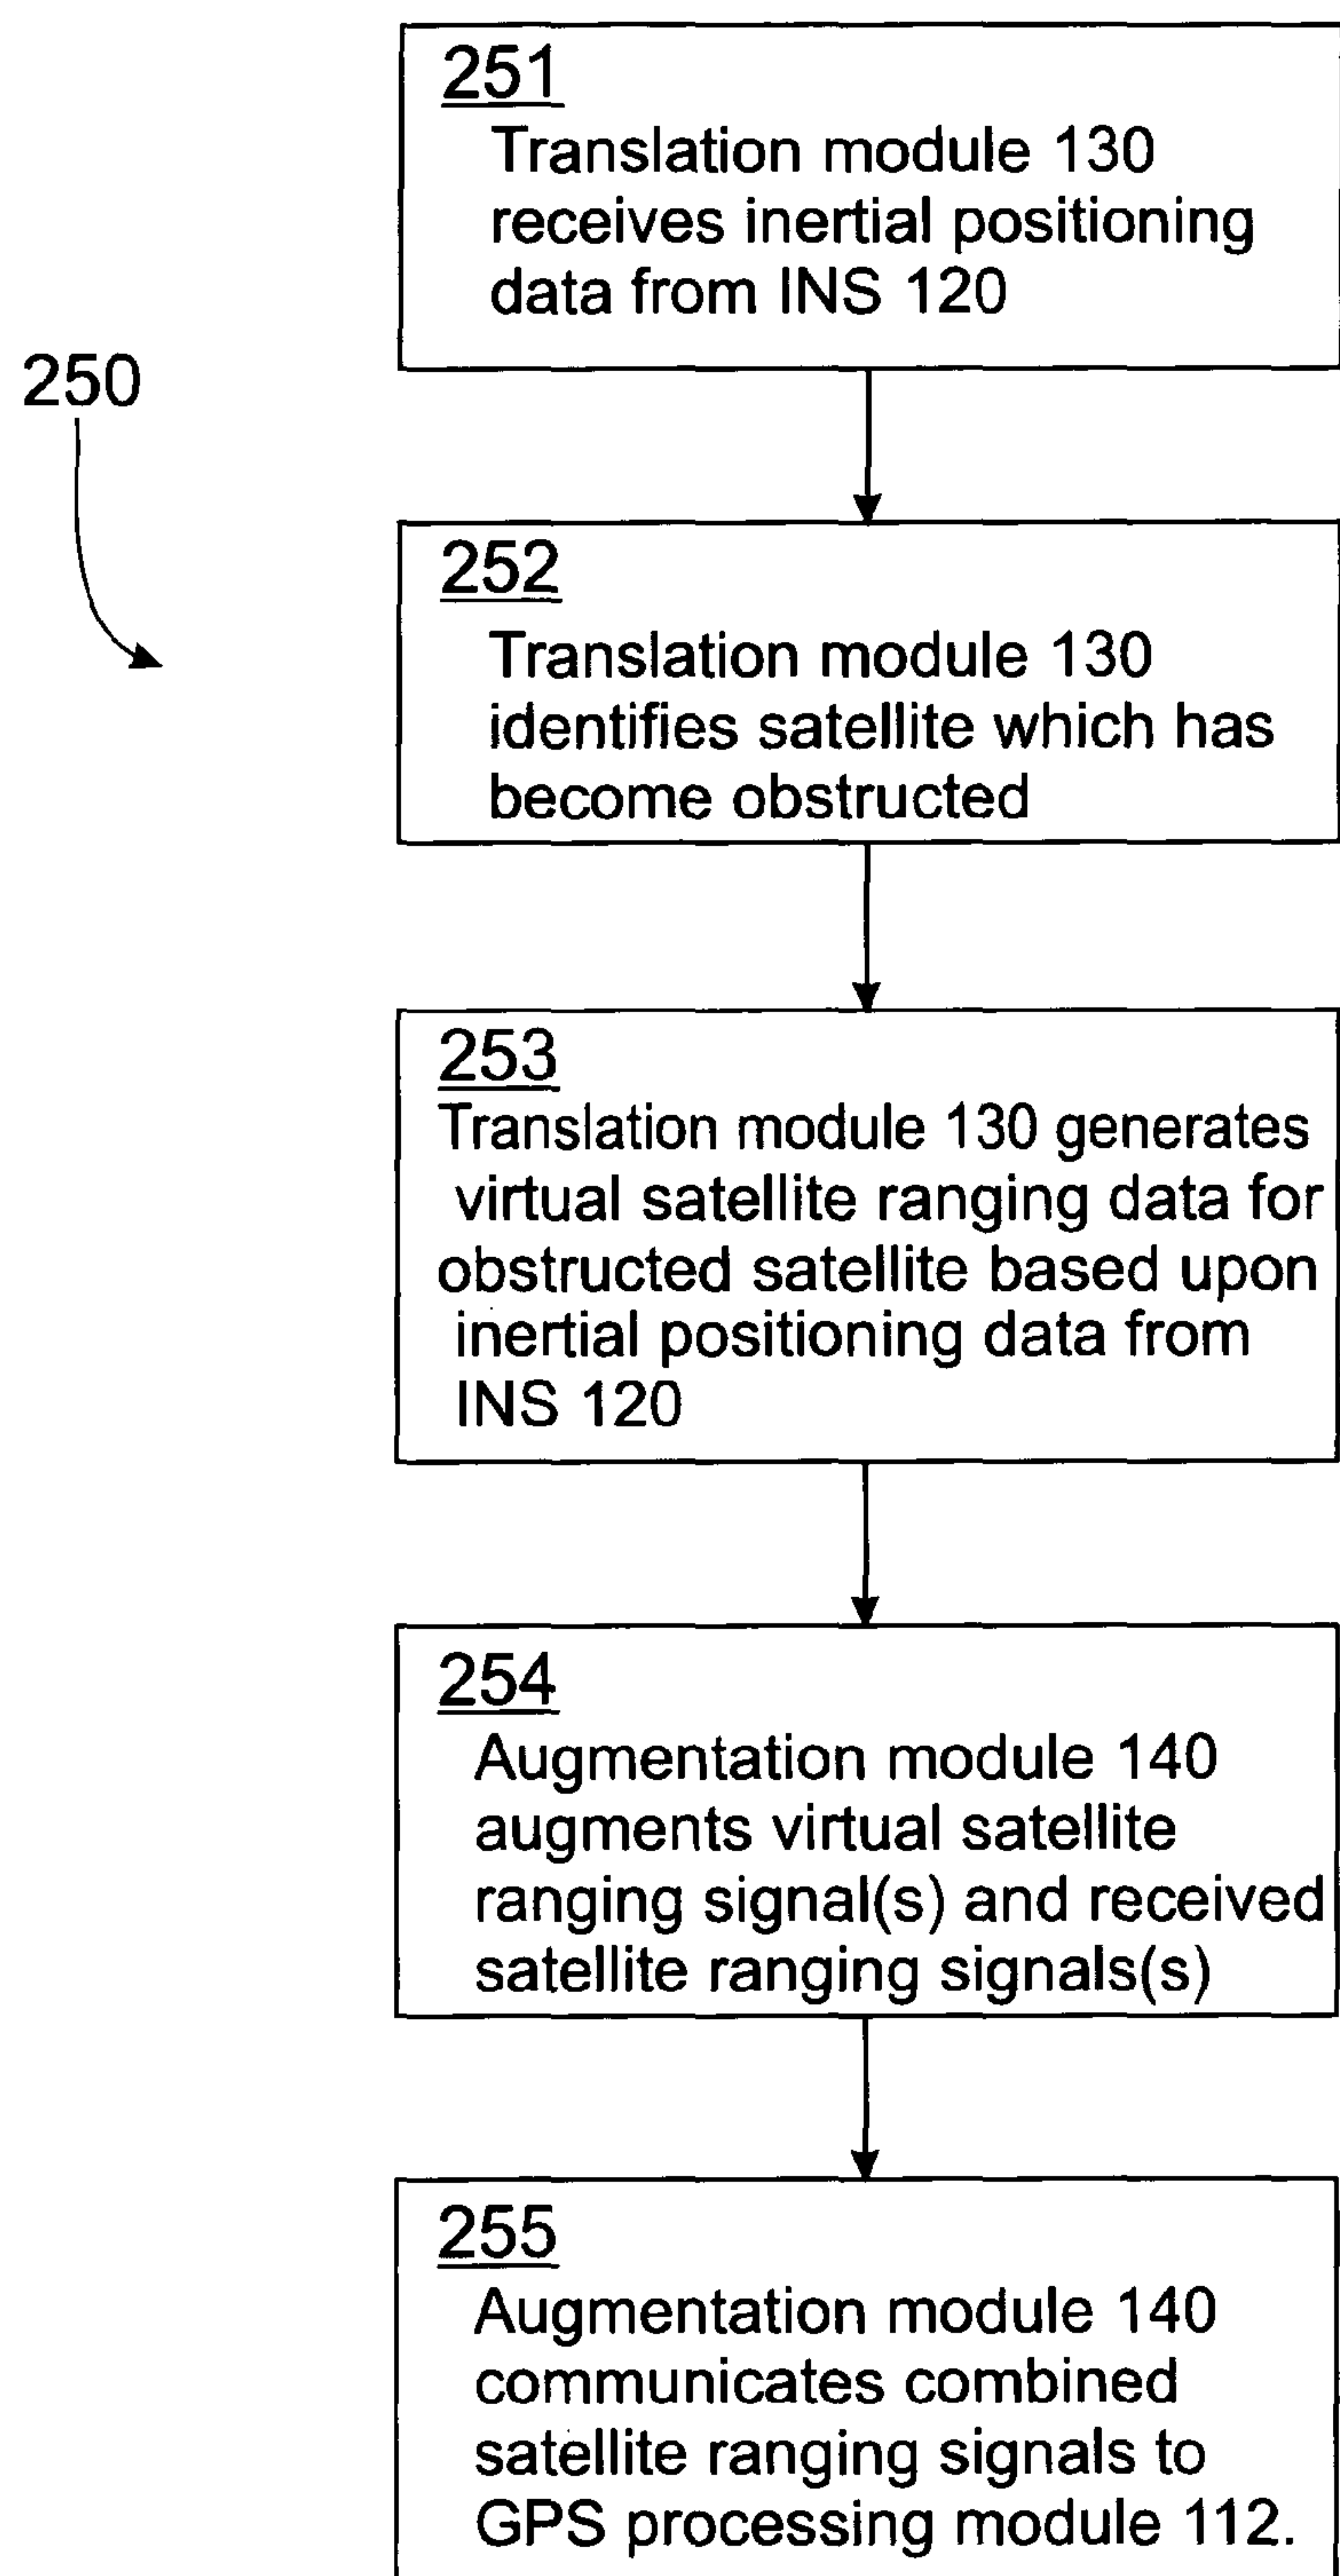 251
Translation module 130
receives inertial positioning
data from INS 120
250
252
Translation module 130
identifies satellite which has
become obstructed
253
Translation module 130 generates
virtual satellite ranging data for
obstructed satellite based upon
inertial positioning data from
INS 120
254
Augmentation module 140
augments virtual satellite
ranging signal(s) and received
satellite ranging signals(s)
255
Augmentation module 140
communicates combined
satellite ranging signals to
GPS processing module 112.